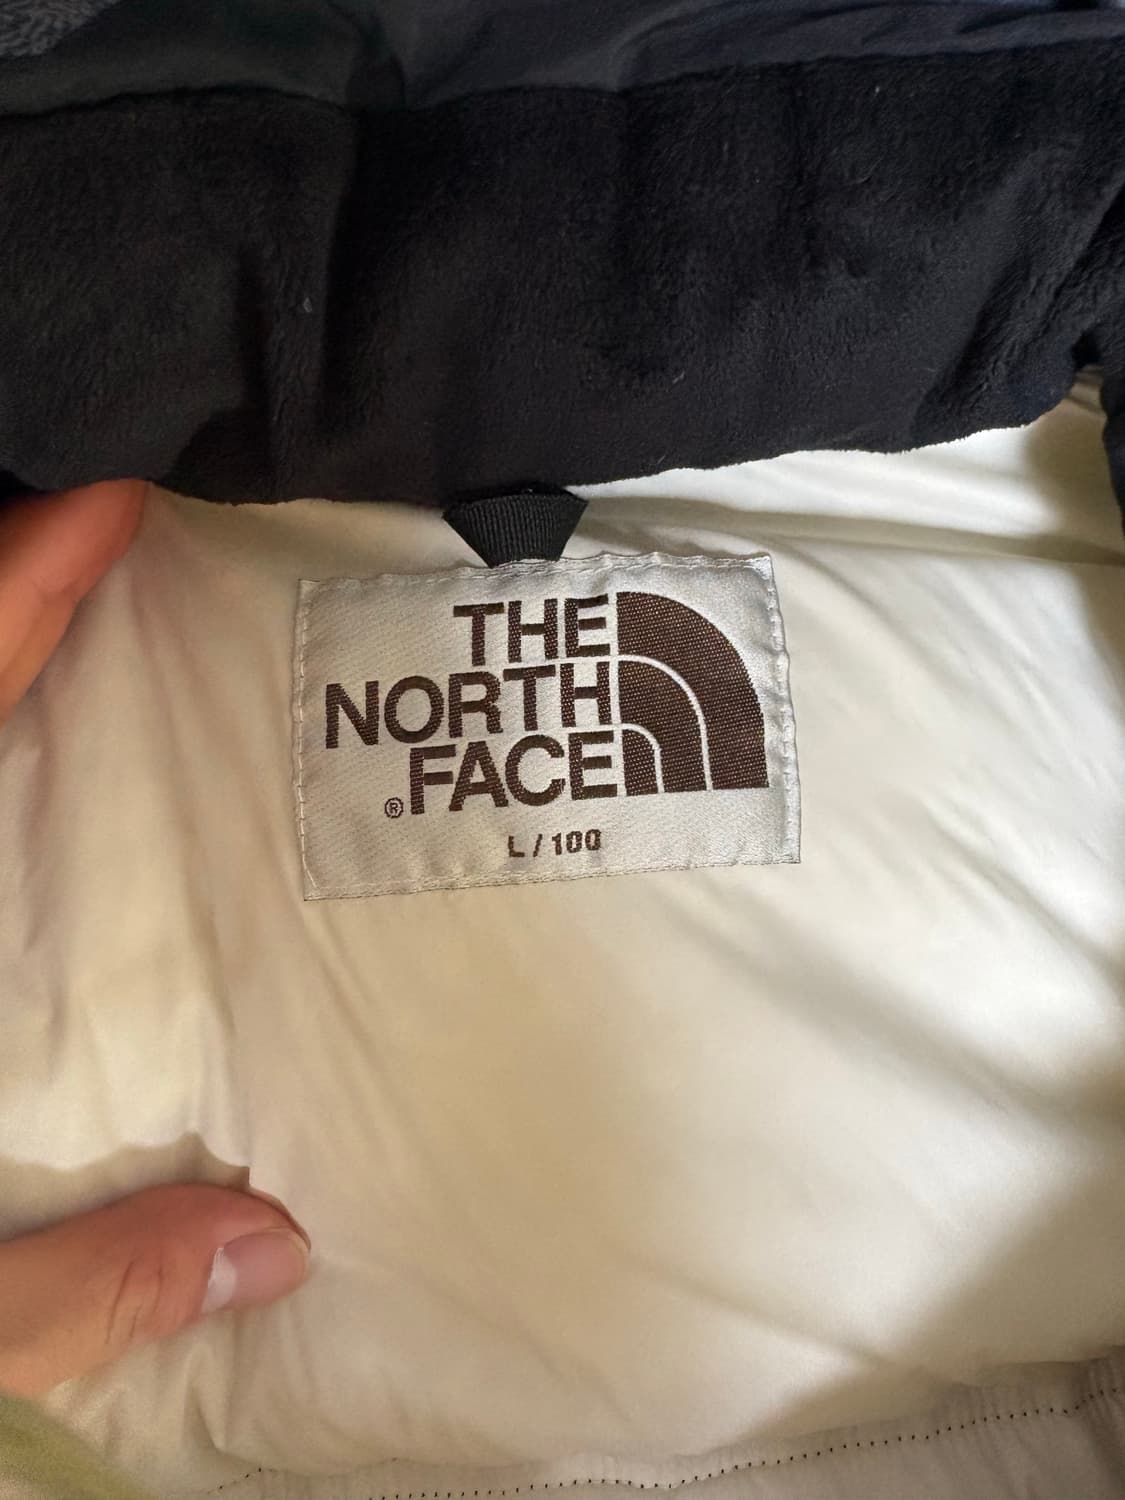 THE
NORTH
FACE
®
L / 100